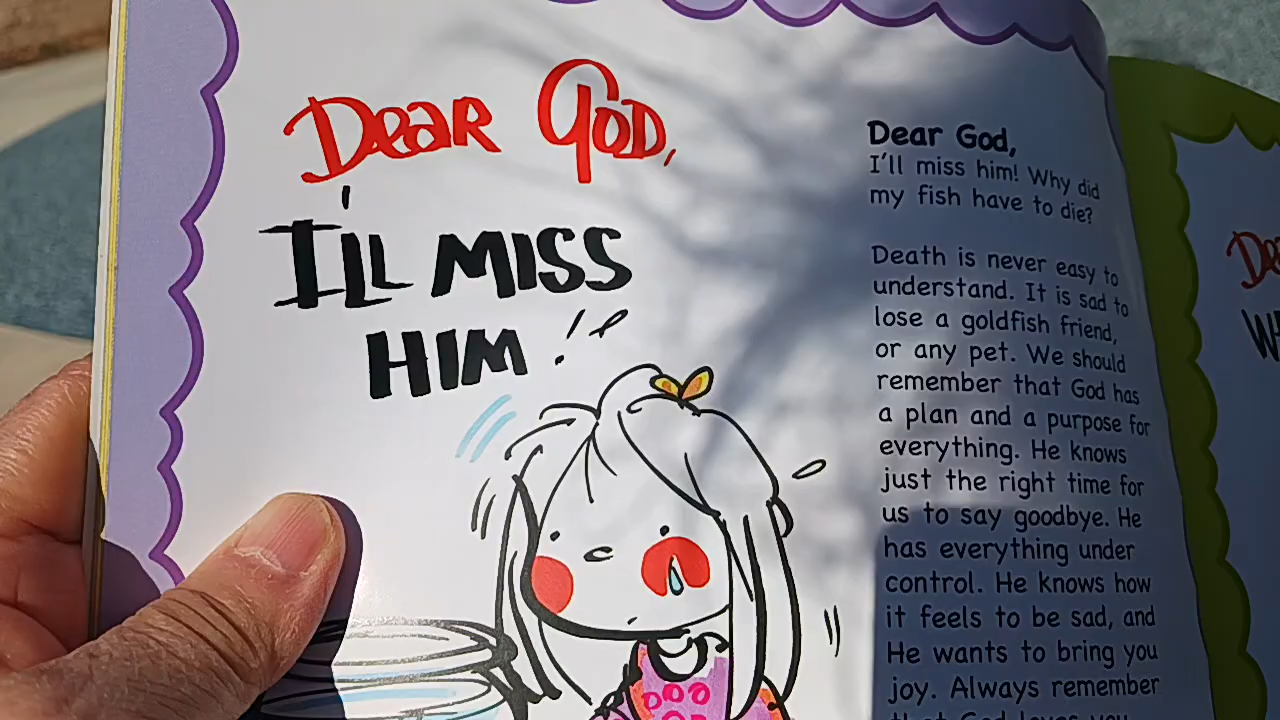 DEAR GOD,
I'LL MISS
HIM!!
Dear God,
I'll miss him! Why did
my fish have to die?
Death is never easy to
understand. It is sad to
lose a goldfish friend,
or any pet. We should
remember that God has
a plan and a purpose for
everything. He knows
just the right time for
us to say goodbye. He
has everything under
control. He knows how
it feels to be sad, and
He wants to bring you
joy. Always remember
that God loves you